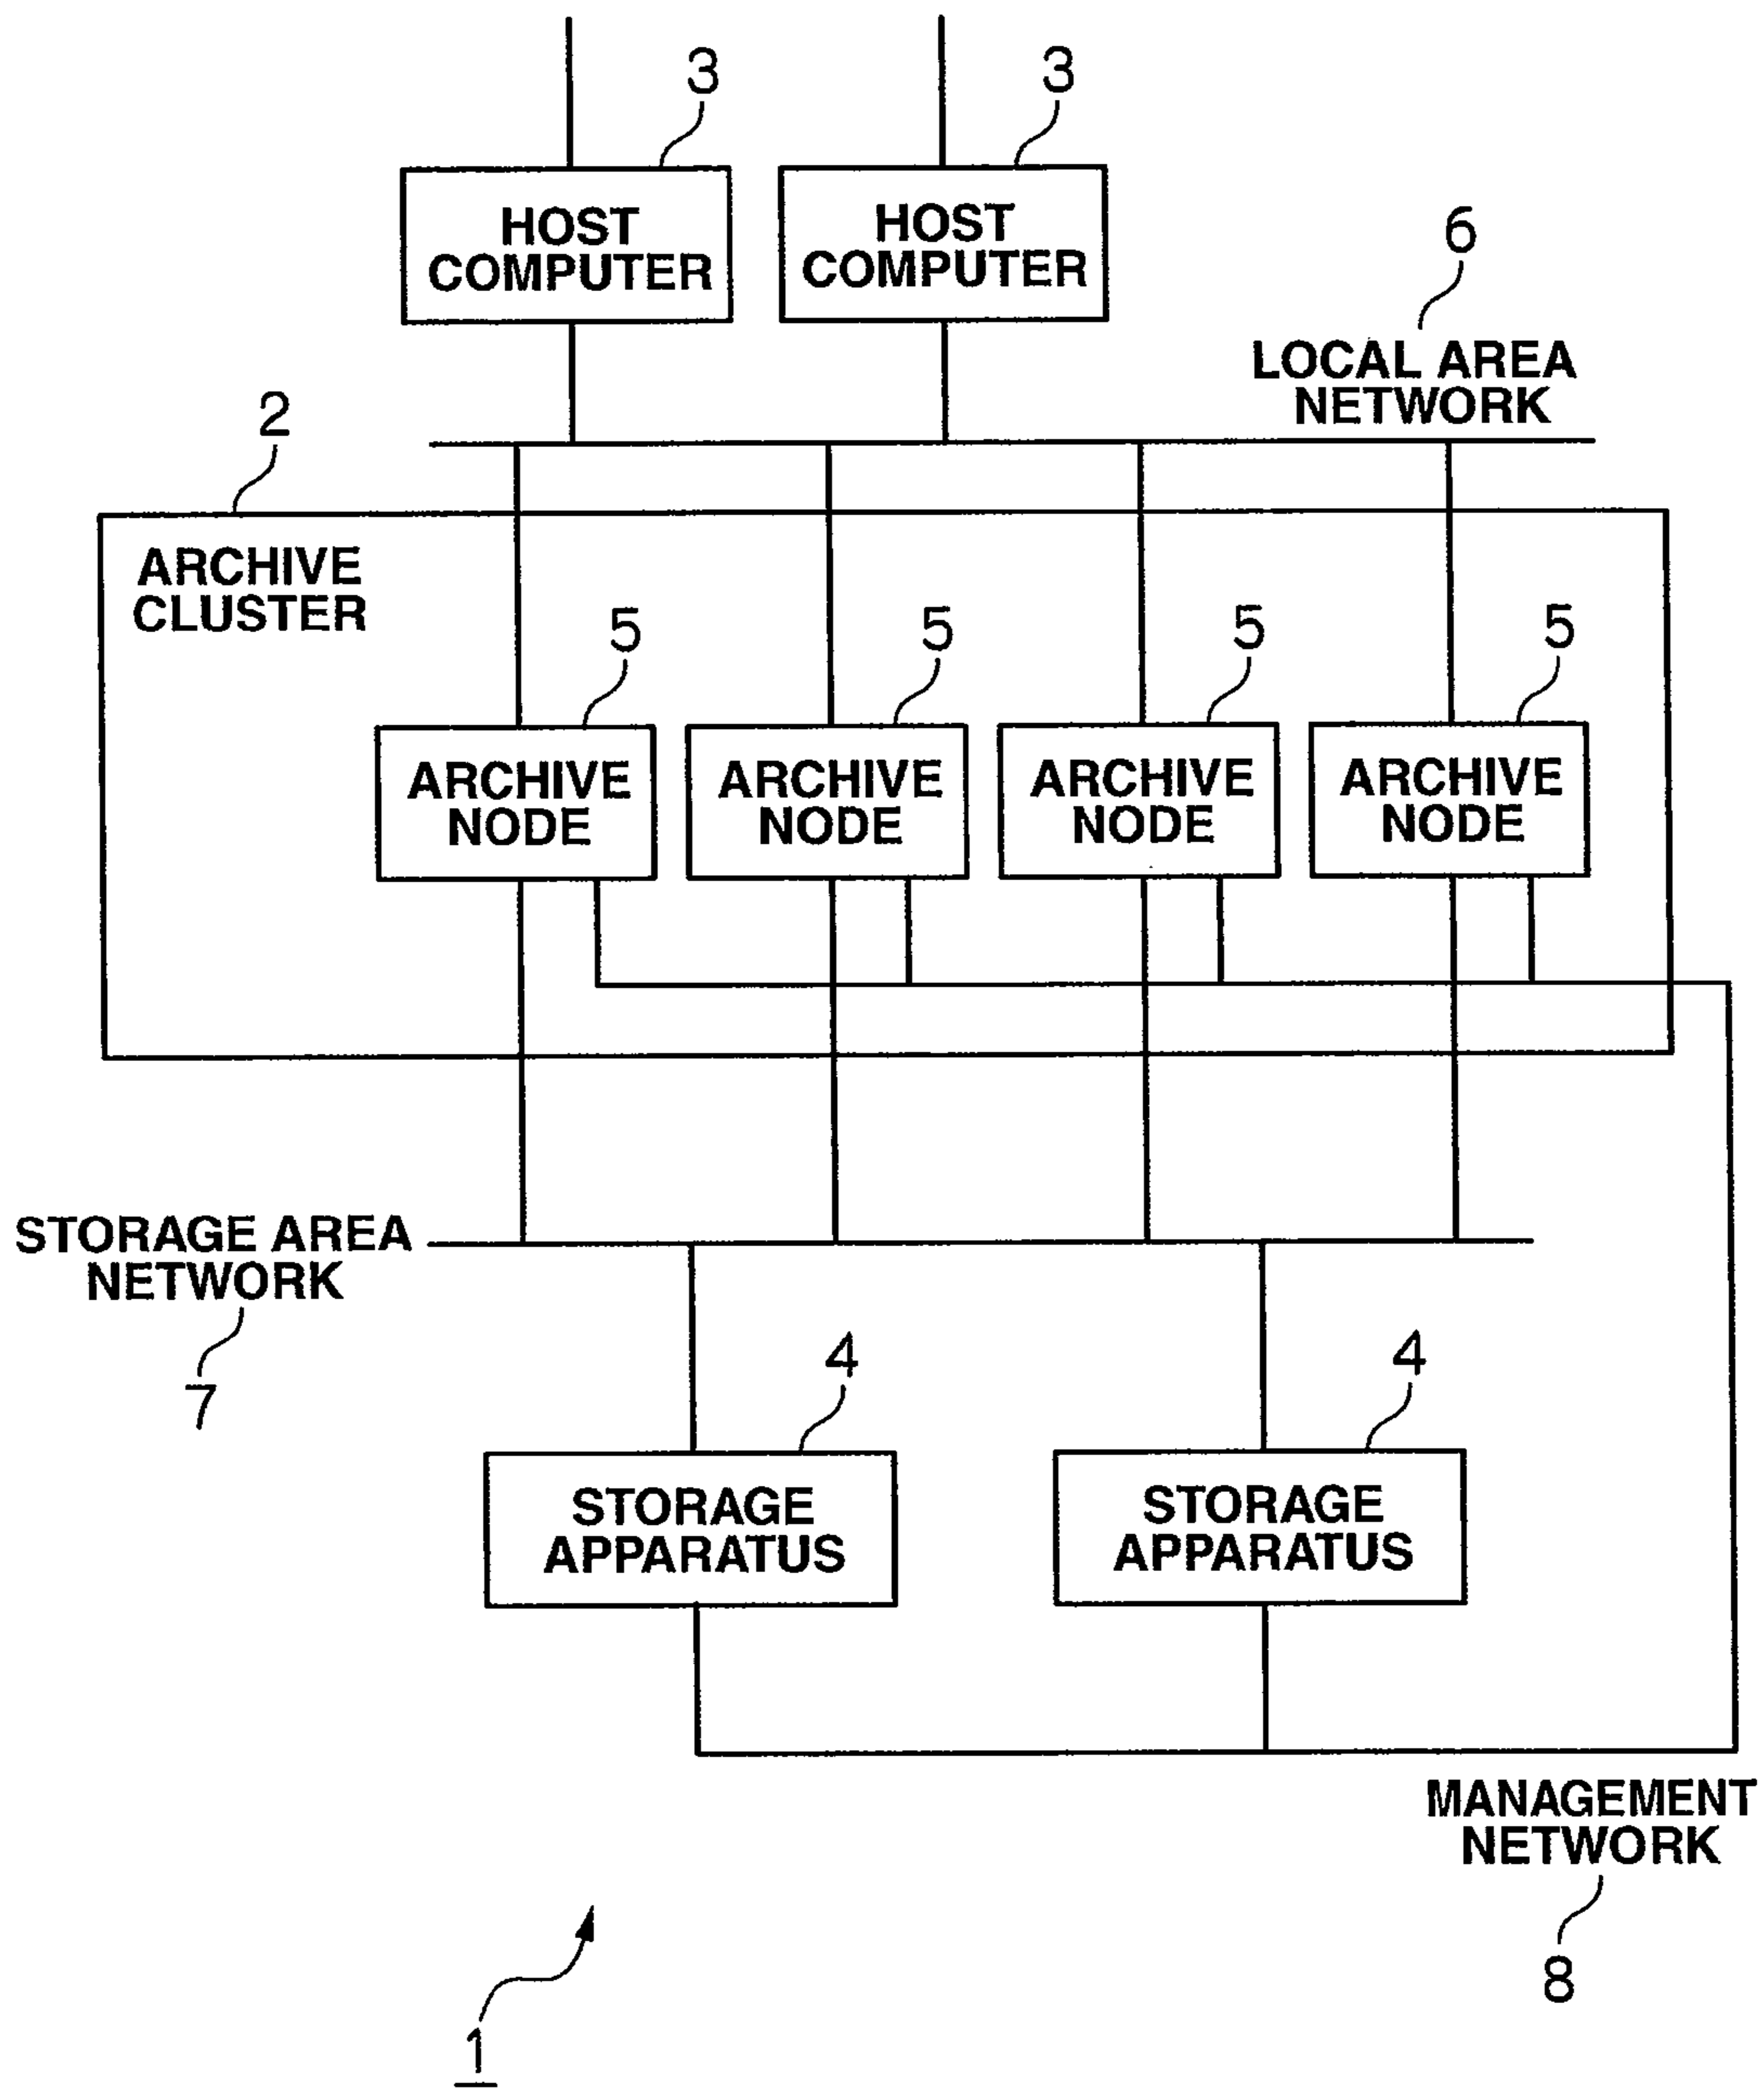 3
3
HOST
COMPUTER
HOST
COMPUTER
6
LOCAL AREA
NETWORK
2
ARCHIVE
CLUSTER
5
5
5
5
ARCHIVE
NODE
ARCHIVE
NODE
ARCHIVE
NODE
ARCHIVE
NODE
STORAGE AREA
NETWORK
7
4
4
STORAGE
APPARATUS
STORAGE
APPARATUS
MANAGEMENT
NETWORK
8
1